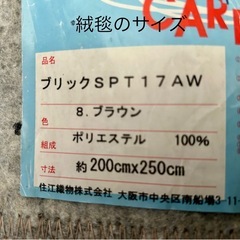 絨毯のサイズ
CAR
品名
ブリックSPT17AW
8.ブラウン
色
組成 ポリエステル 100%
寸法 約200cmx250cm
住江織物株式会社 大阪市中央区南船場3-11-